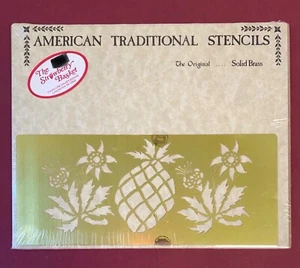 AMERICAN TRADITIONAL STENCILS
The Original .... Solid Brass
The
Strawberry
Basket